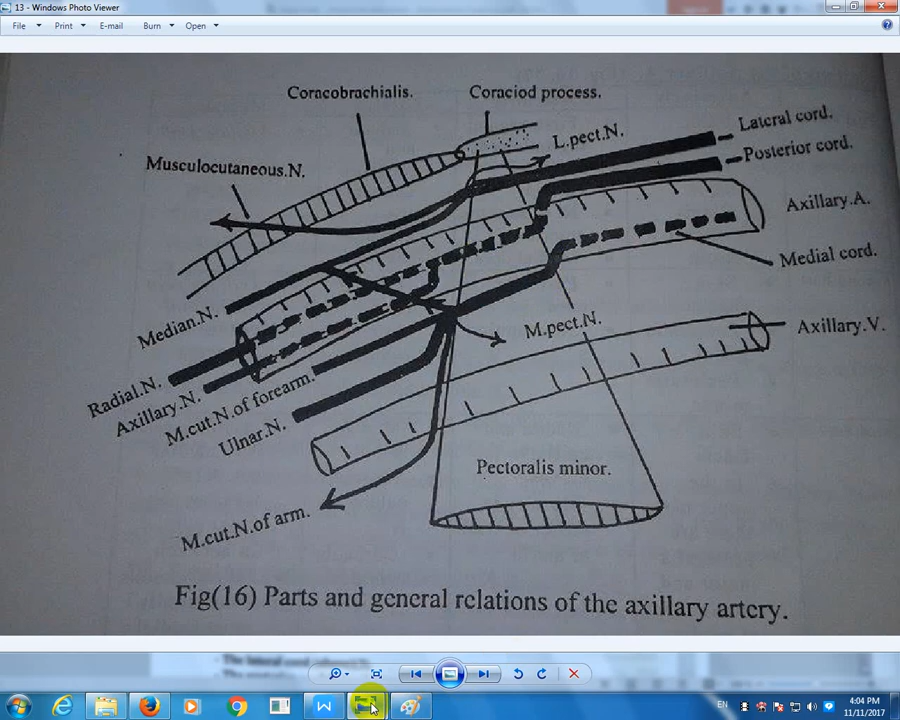 13 - Windows Photo Viewer
File Print E-mail Burn Open
Coracobrachialis.
Coraciod process.
L.pect.N.
Lateral cord.
Musculocutaneous.N.
Posterior cord.
Axillary.A.
Medial cord.
Median.N.
M.pect.N.
Axillary.V.
Radial.N.
Axillary.N.
M.cut.N.of forearm.
Ulnar.N.
Pectoralis minor.
M.cut.N.of arm.
Fig(16) Parts and general relations of the axillary artery.
EN
4:04 PM
11/11/2017